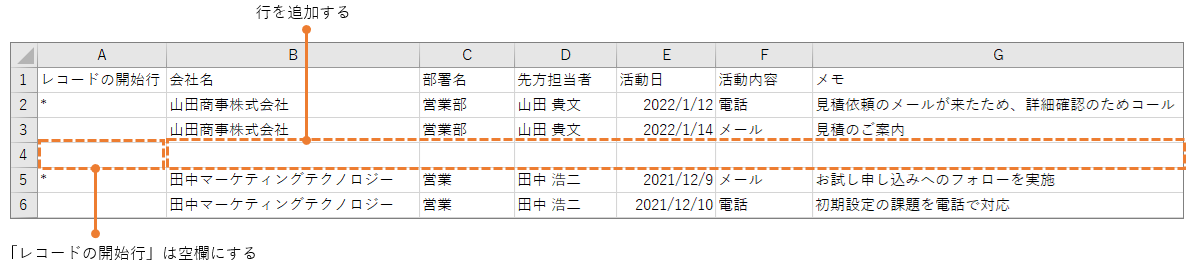 行を追加する
A B C D E F G
1 レコードの開始行 会社名 部署名 先方担当者 活動日 活動内容 メモ
2 * 山田商事株式会社 営業部 山田 貴文 2022/1/12 電話 見積依頼のメールが来たため、詳細確認のためコール
3 山田商事株式会社 営業部 山田 貴文 2022/1/14 メール 見積のご案内
4
5 * 田中マーケティングテクノロジー 営業 田中 浩二 2021/12/9 メール お試し申し込みへのフォローを実施
6 田中マーケティングテクノロジー 営業 田中 浩二 2021/12/10 電話 初期設定の課題を電話で対応
「レコードの開始行」は空欄にする